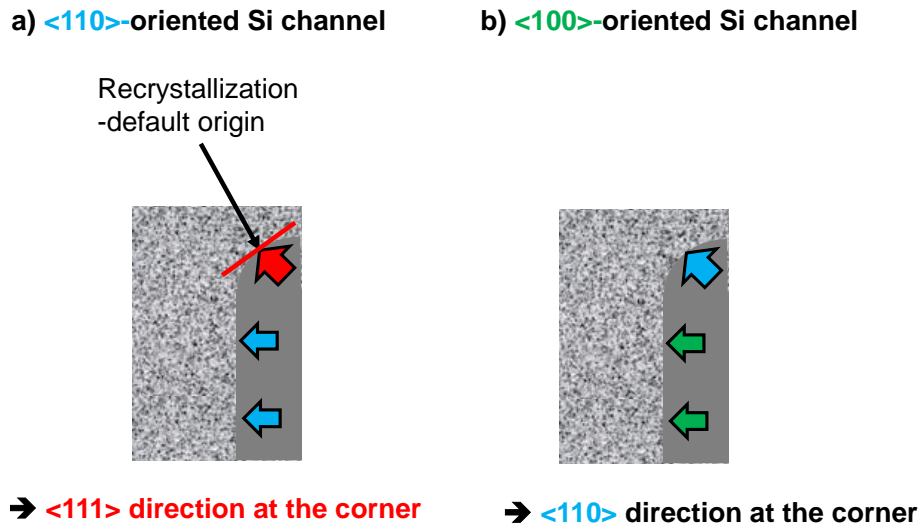 a) <110>-oriented Si channel
b) <100>-oriented Si channel
Recrystallization
-default origin
➔ <111> direction at the corner
➔ <110> direction at the corner